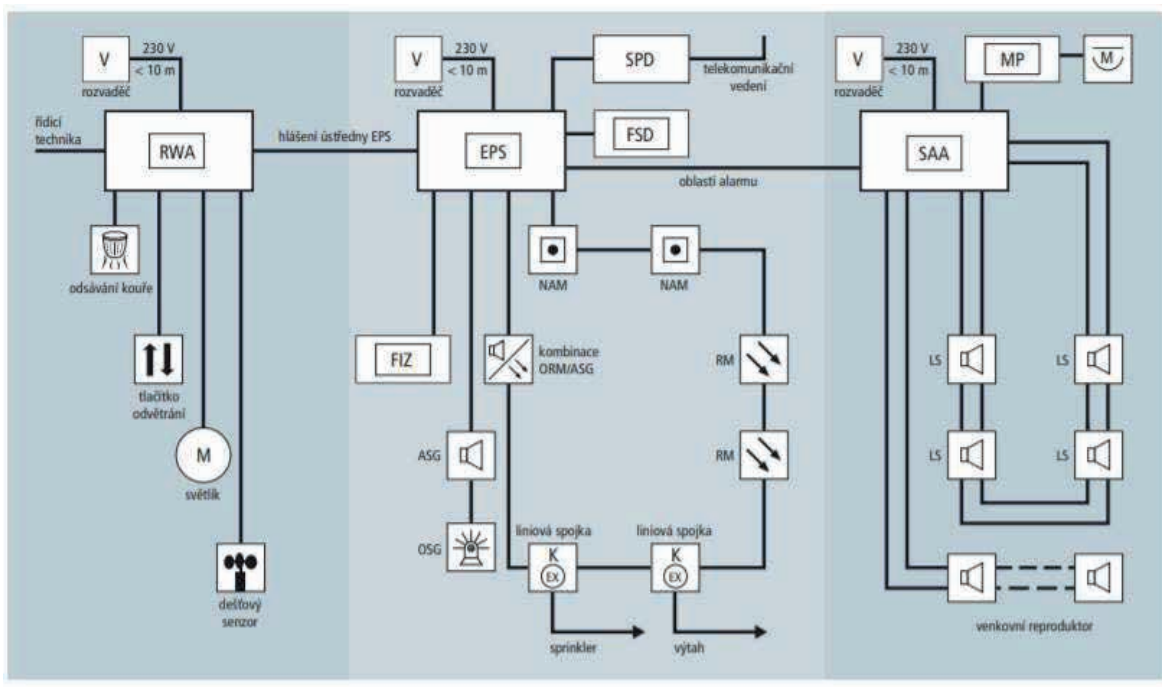 V
230 V
< 10 m
rozvaděč
řídicí
technika
RWA
hlášení ústředny EPS
odsávání kouře
tlačítko
odvětrání
M
světlík
dešťový
senzor
V
230 V
< 10 m
rozvaděč
SPD
telekomunikační
vedení
FSD
EPS
oblasti alarmu
NAM
NAM
FIZ
kombinace
ORM/ASG
RM
ASG
RM
OSG
liniová spojka
K
EX
liniová spojka
K
EX
sprinkler
výtah
V
230 V
< 10 m
rozvaděč
MP
M
SAA
LS
LS
LS
LS
venkovní reproduktor